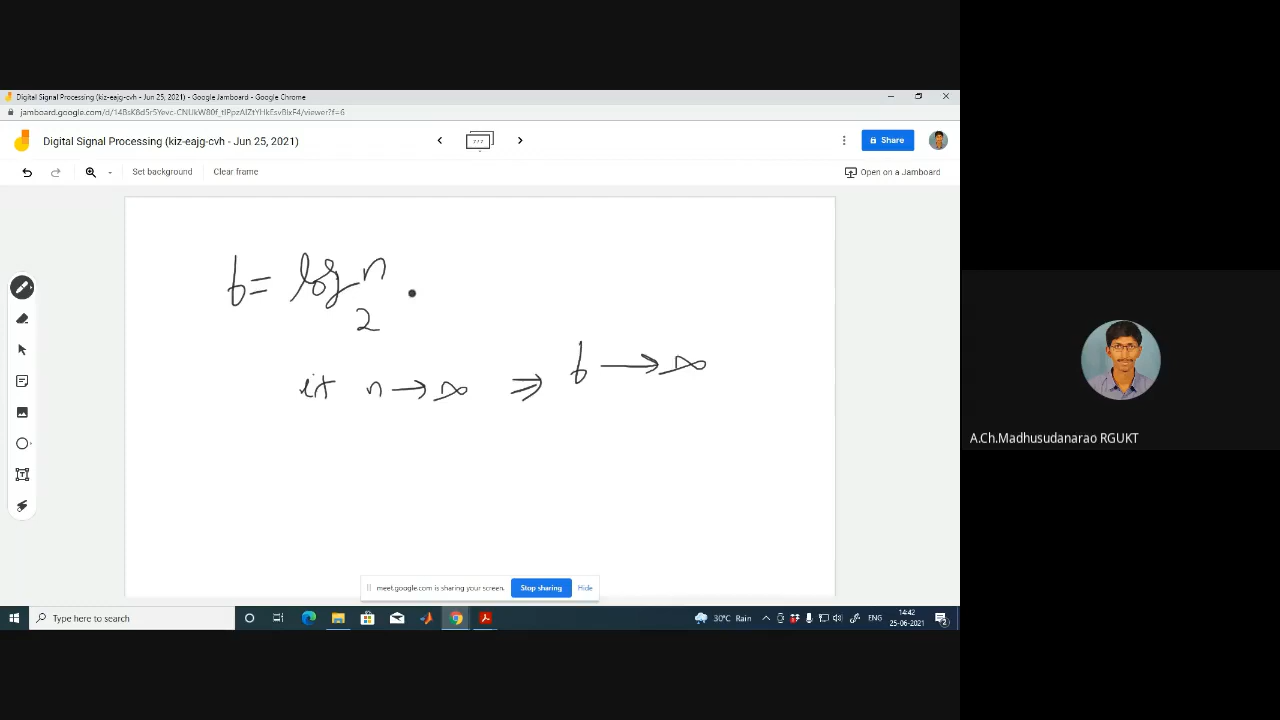 Digital Signal Processing (kiz-eajg-cvh - Jun 25, 2021) - Google Jamboard - Google Chrome
Digital Signal Processing (kiz-eajg-cvh - Jun 25, 2021)
Share
Set background
Clear frame
Open on a Jamboard
b= log₂n
n→∞ ⇒ b→∞
A.Ch.Madhusudanarao RGUKT
meet.google.com is sharing your screen.
Stop sharing
Hide
Type here to search
30°C Rain
ENG
14:42
25-06-2021
2